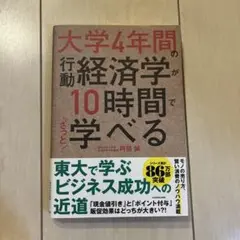 大学4年間の
行動経済学が
10時間で
ざっと
学べる
シリーズ累計
86万部
突破
東大で学ぶ
ビジネス成功への
近道
「現金値引き」と「ポイント付与」
販促効果はどっちが大きい?!